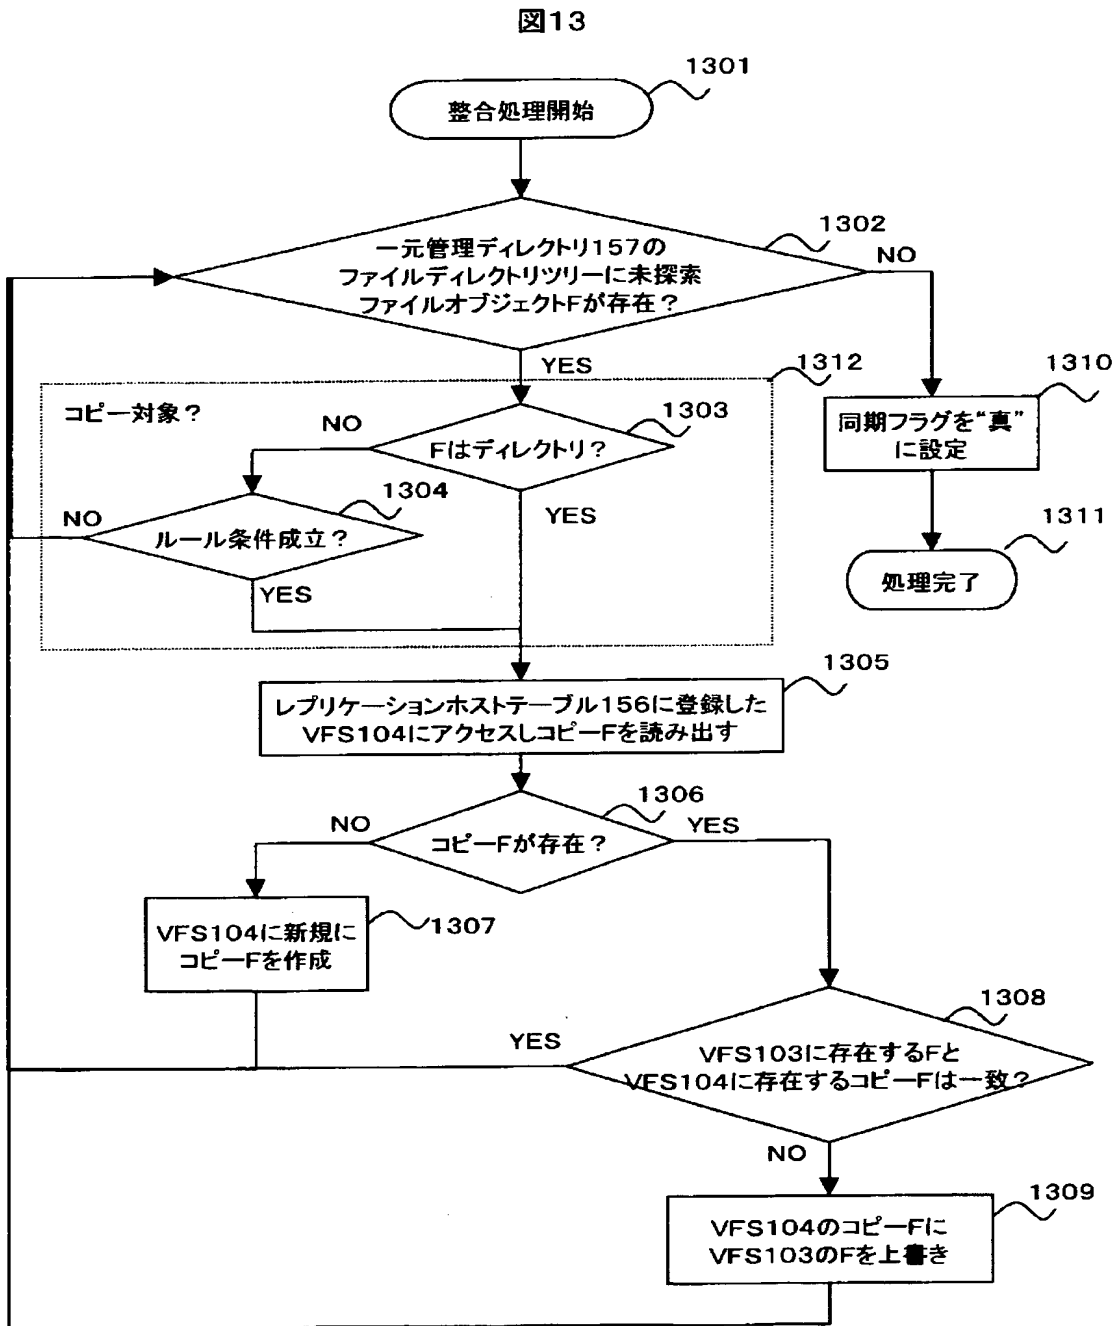 図13
1301
整合処理開始
1302
一元管理ディレクトリ157の
ファイルディレクトリツリーに未探索
ファイルオブジェクトFが存在？
NO
YES
1312
1310
コピー対象？
NO
1303
Fはディレクトリ？
同期フラグを“真”
に設定
1304
NO
ルール条件成立？
YES
YES
1311
処理完了
1305
レプリケーションホストテーブル156に登録した
VFS104にアクセスしコピーFを読み出す
1306
NO
コピーFが存在？
YES
1307
VFS104に新規に
コピーFを作成
1308
YES
VFS103に存在するFと
VFS104に存在するコピーFは一致？
NO
1309
VFS104のコピーFに
VFS103のFを上書き